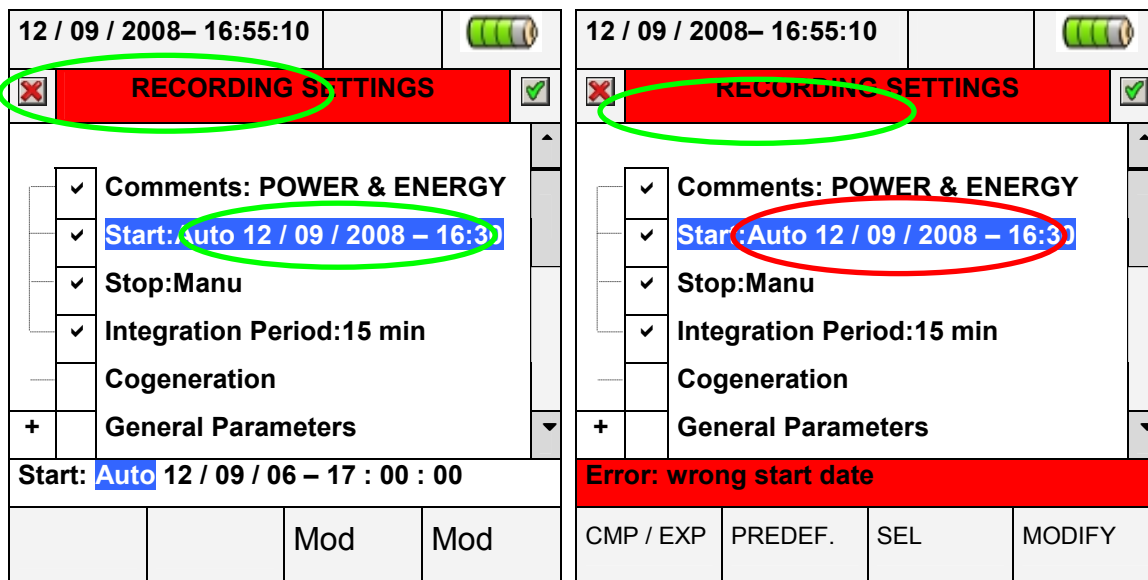 12 / 09 / 2008– 16:55:10
RECORDING SETTINGS
Comments: POWER & ENERGY
Start:Auto 12 / 09 / 2008 – 16:30
Stop:Manu
Integration Period:15 min
Cogeneration
+ General Parameters
Start: Auto 12 / 09 / 06 – 17 : 00 : 00
Mod Mod
12 / 09 / 2008– 16:55:10
RECORDING SETTINGS
Comments: POWER & ENERGY
Start:Auto 12 / 09 / 2008 – 16:30
Stop:Manu
Integration Period:15 min
Cogeneration
+ General Parameters
Error: wrong start date
CMP / EXP PREDEF. SEL MODIFY